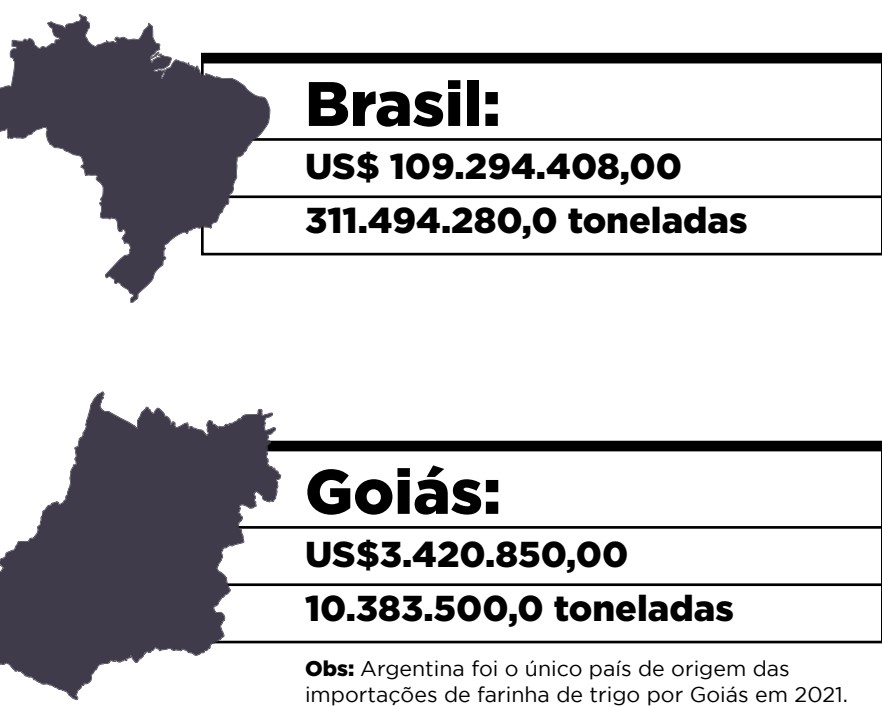 Brasil:
US$ 109.294.408,00
311.494.280,0 toneladas
Goiás:
US$3.420.850,00
10.383.500,0 toneladas
Obs: Argentina foi o único país de origem das
importações de farinha de trigo por Goiás em 2021.